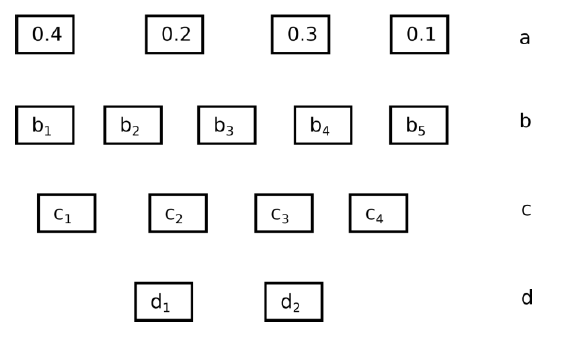 0.4 0.2 0.3 0.1 a
b₁ b₂ b₃ b₄ b₅ b
c₁ c₂ c₃ c₄ c
d₁ d₂ d